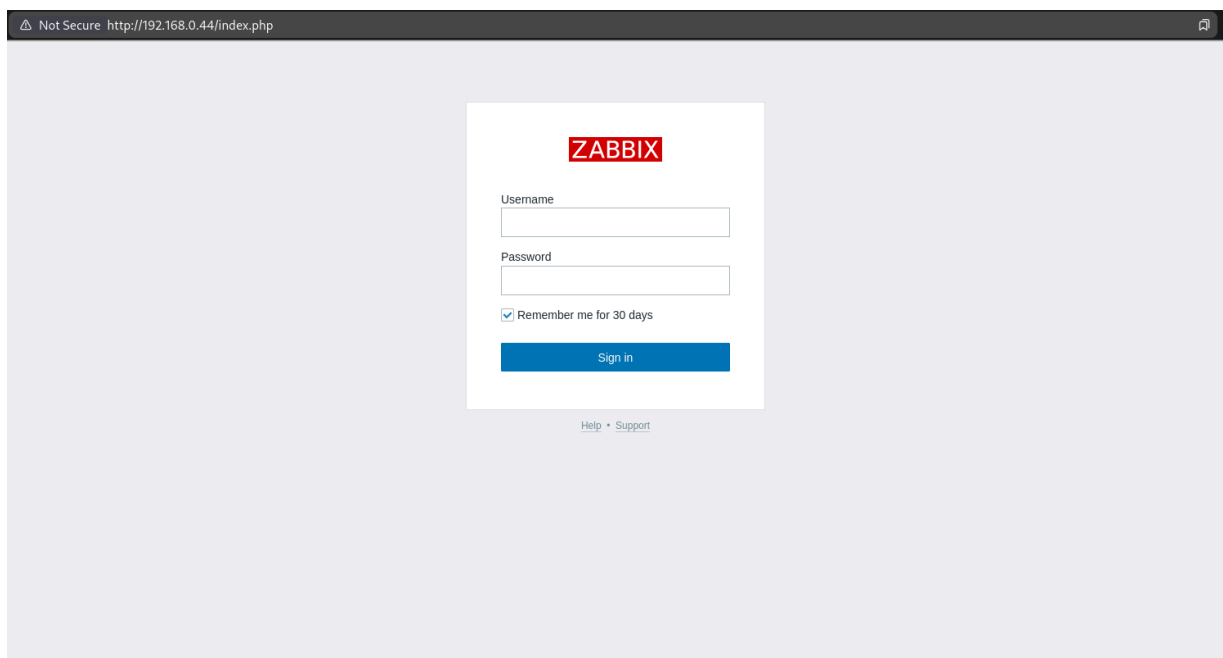 Not Secure http://192.168.0.44/index.php
ZABBIX
Username
Password
Remember me for 30 days
Sign in
Help • Support